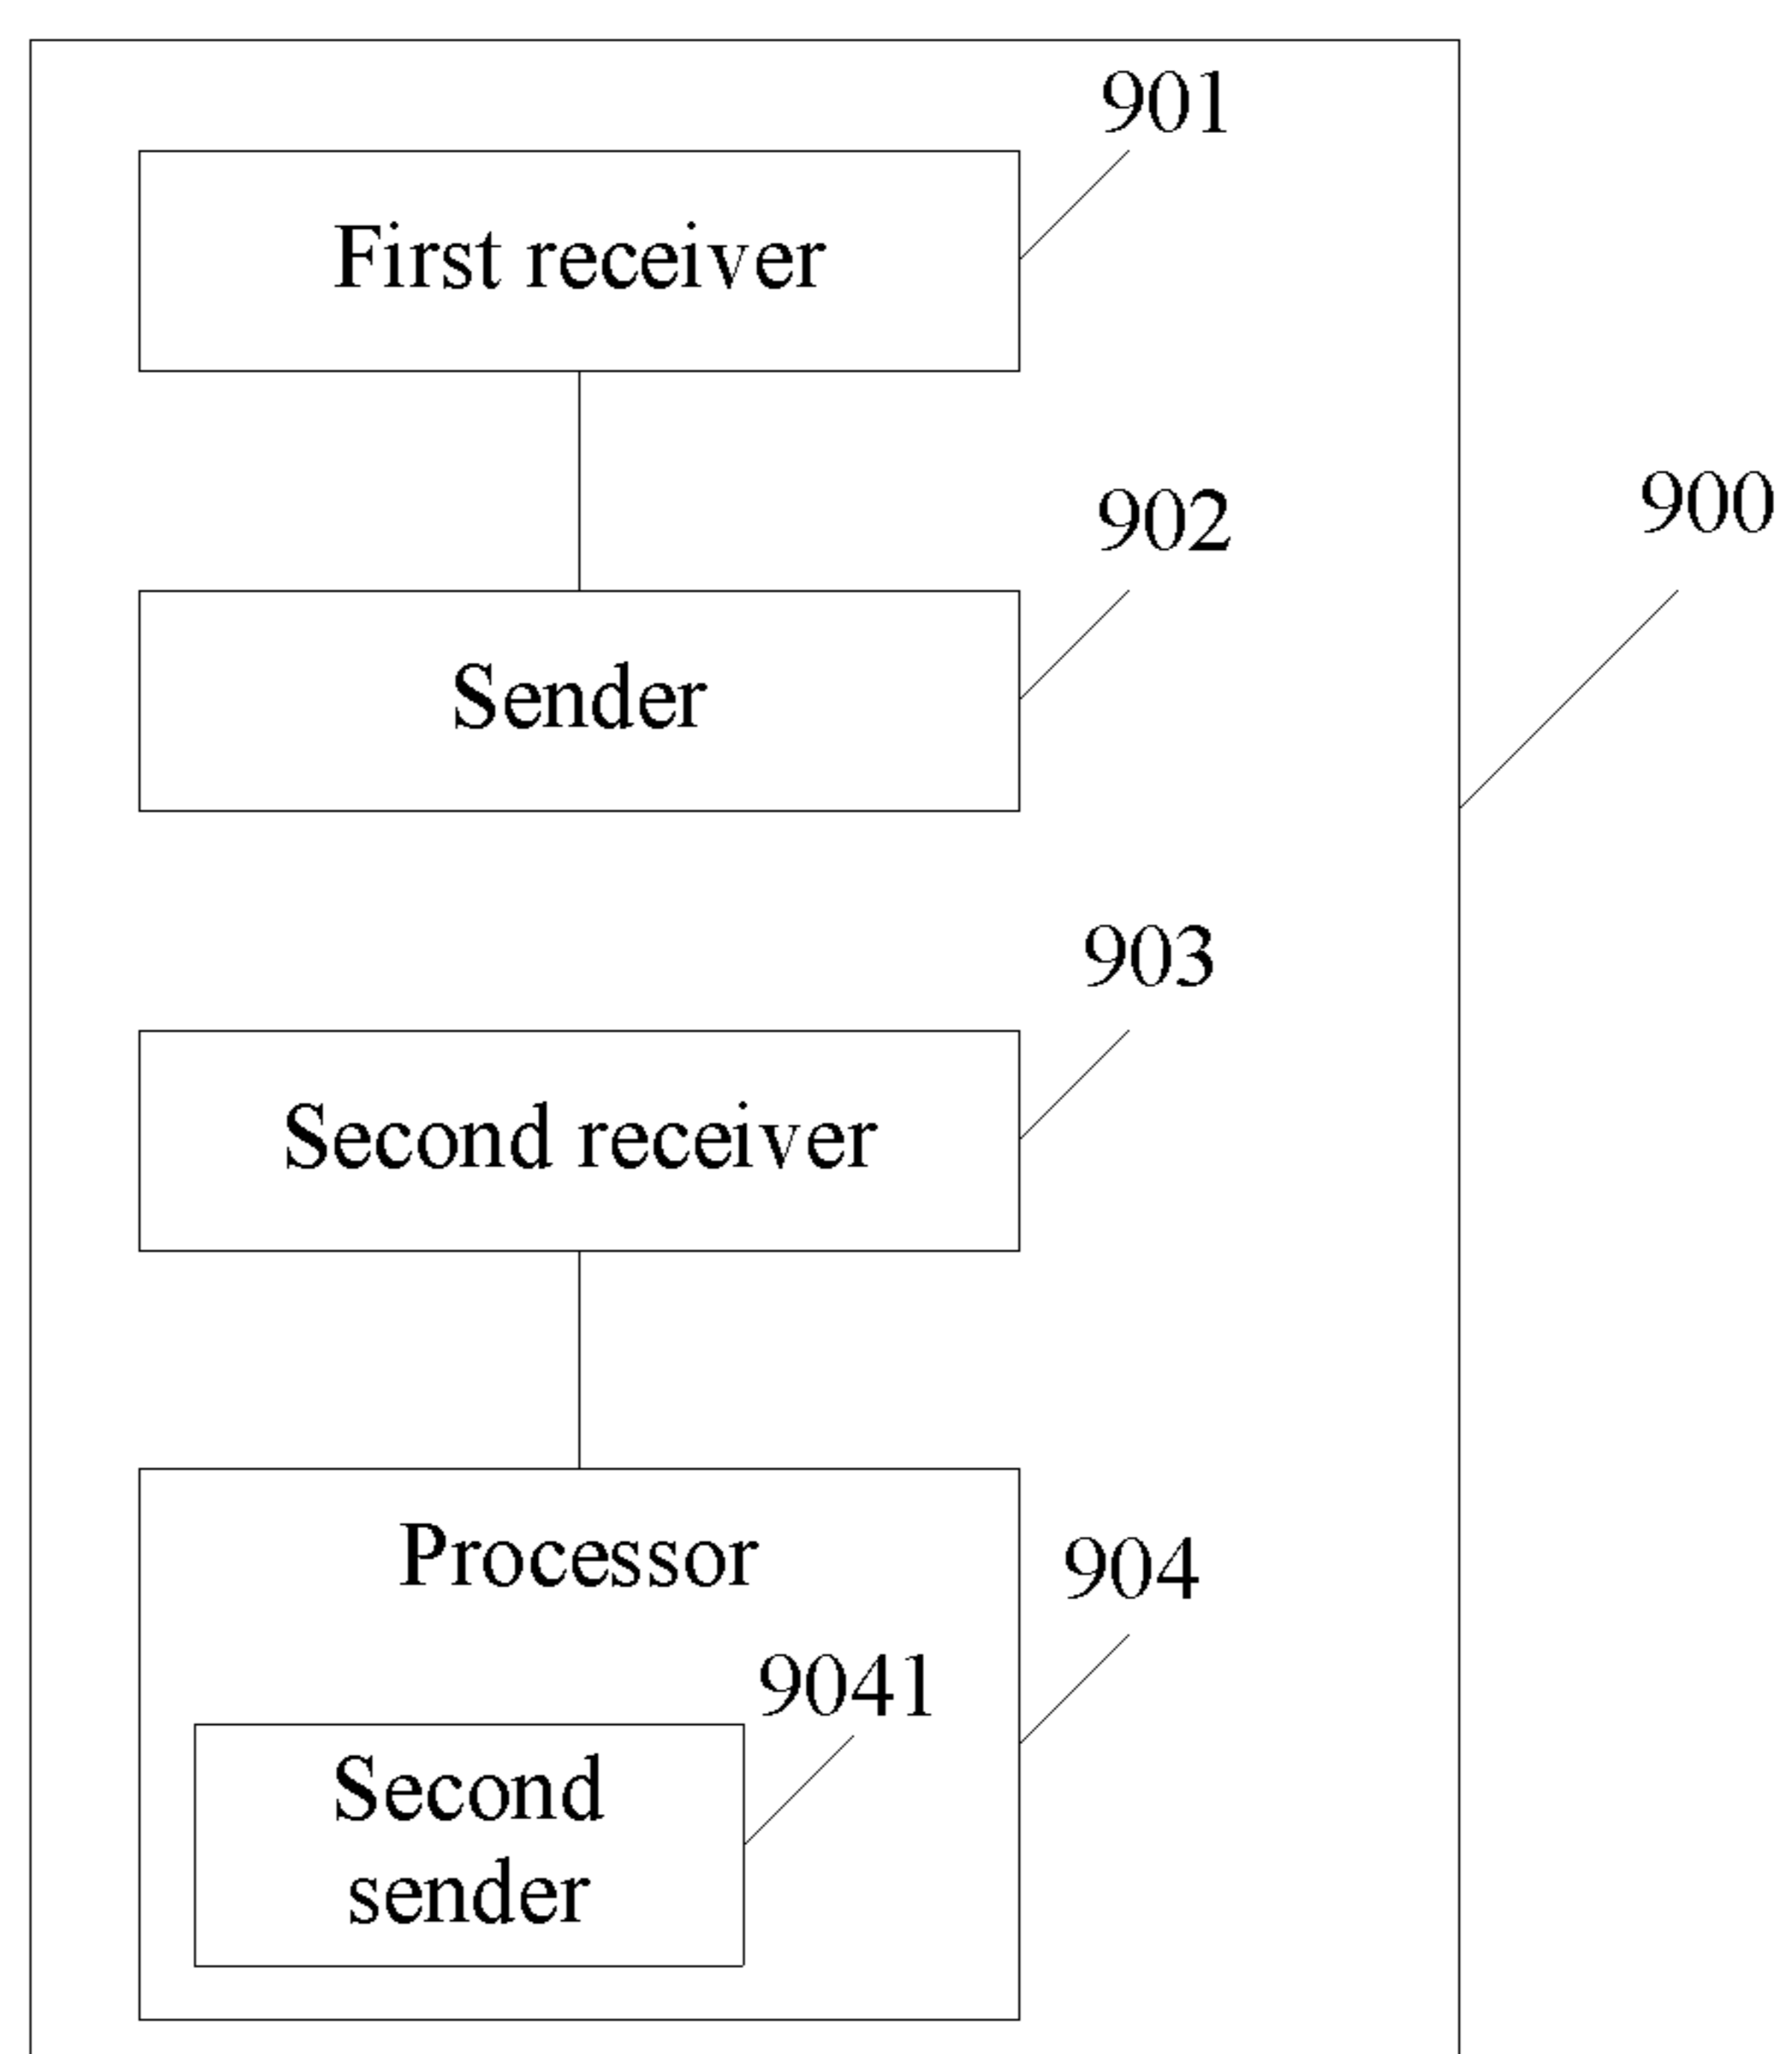 901
First receiver
900
902
Sender
903
Second receiver
Processor
904
9041
Second
sender